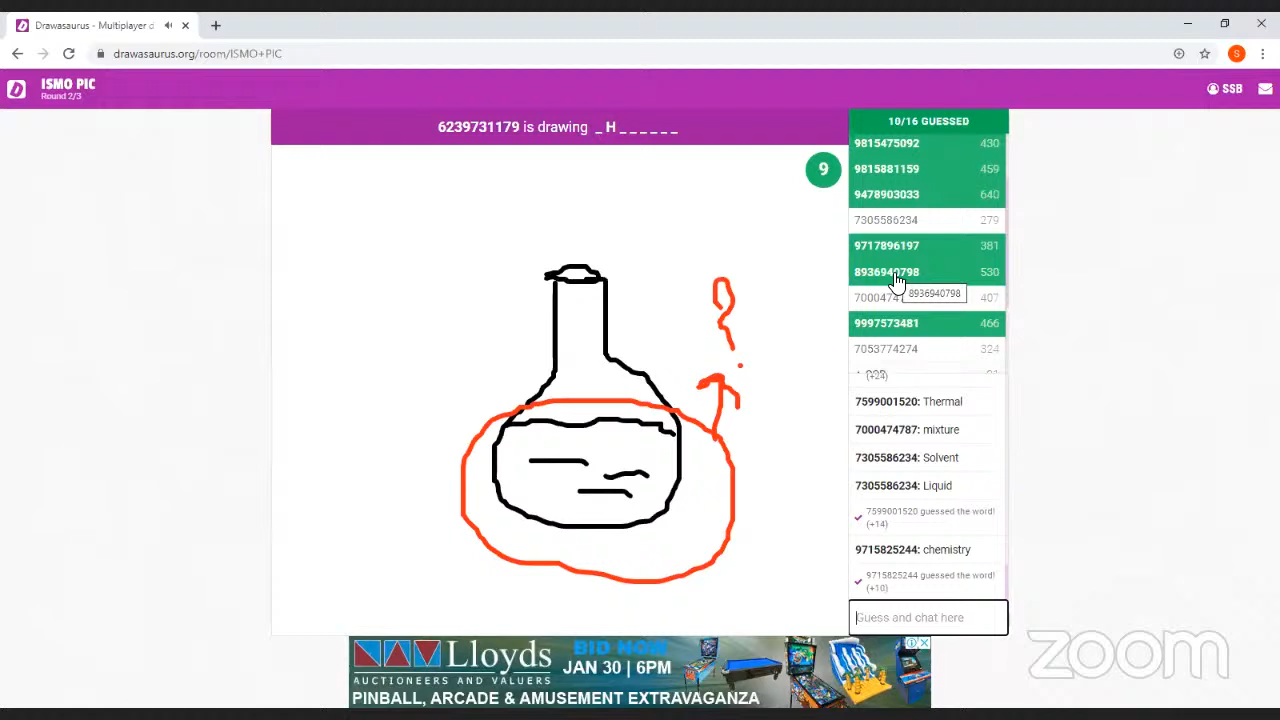 Drawasaurus - Multiplayer d
drawasaurus.org/room/ISMO+PIC
S
ISMO PIC
Round 2/3
SSB
6239731179 is drawing _ H _ _ _ _ _ _
9
10/16 GUESSED
9815475092 430
9815881159 459
9478903033 640
7305586234 279
9717896197 381
8936940798 530
8936940798
7000474 407
9997573481 466
7053774274 324
(+24)
7599001520: Thermal
7000474787: mixture
7305586234: Solvent
7305586234: Liquid
7599001520 guessed the word!
(+14)
9715825244: chemistry
9715825244 guessed the word!
(+10)
Guess and chat here
Lloyds
AUCTIONEERS AND VALUERS
BID NOW
JAN 30 | 6PM
PINBALL, ARCADE & AMUSEMENT EXTRAVAGANZA
zoom